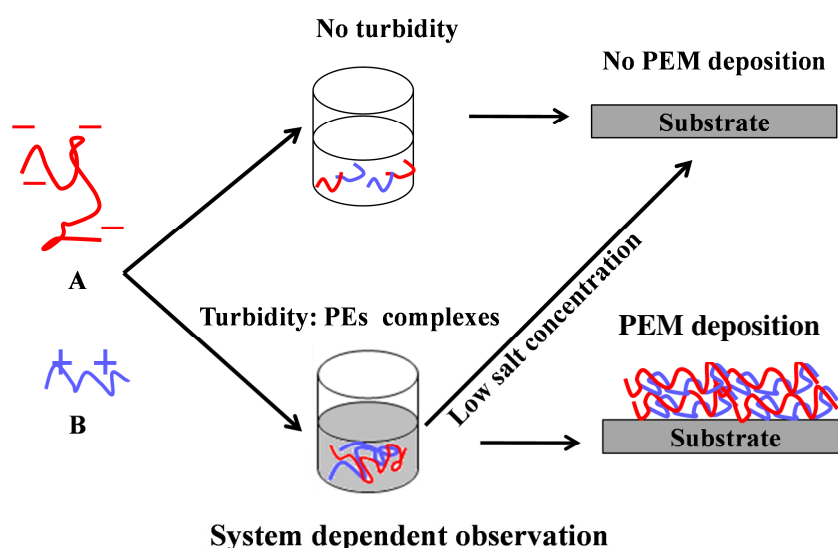 No turbidity
No PEM deposition
Substrate
A
Turbidity: PEs complexes
Low salt concentration
PEM deposition
B
Substrate
System dependent observation